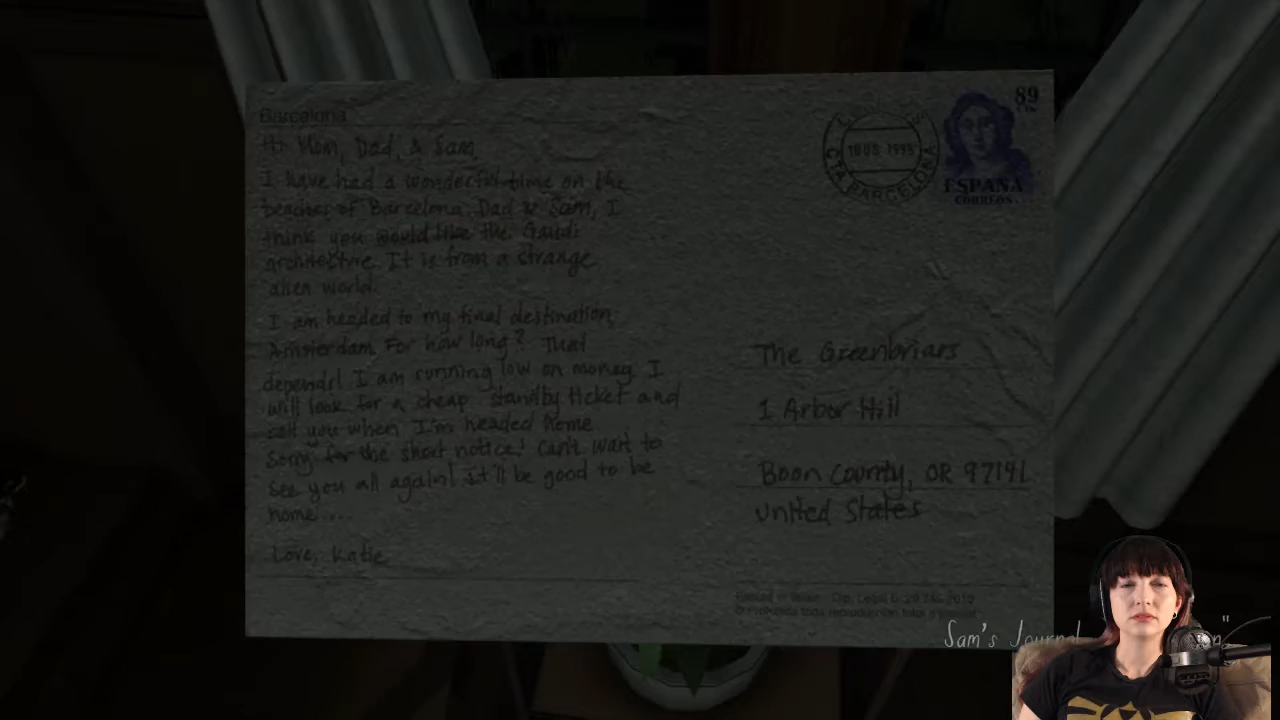 Barcelona
Hi Mom, Dad, & Sam,
I have had a wonderful time on the
beaches of Barcelona. Dad & Sam, I
think you would like the Gaudi
architecture. It is from a strange
alien world.
I am headed to my final destination,
Amsterdam. For how long? That
depends! I am running low on money. I
will look for a cheap standby ticket and
call you when I'm headed home.
Sorry for the short notice! Can't wait to
see you all again! it'll be good to be
home....
Love, Katie
89
CTA BARCELONA
ESPAÑA
CORREOS
The Greenbriars
1 Arbor Hill
Boon County, OR 97141
United States
Sam's Journal